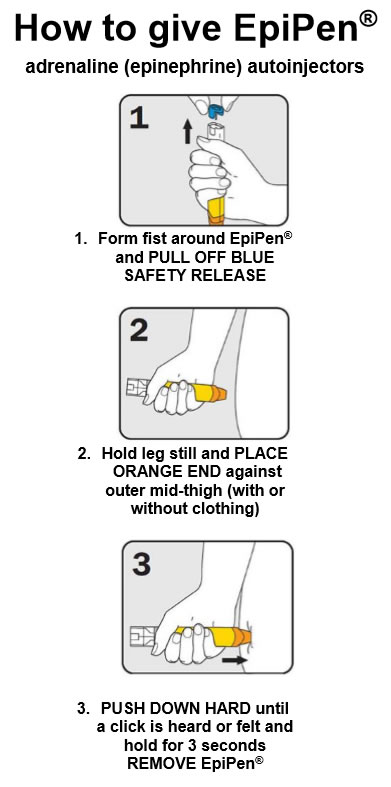 How to give EpiPen®
adrenaline (epinephrine) autoinjectors
1
1. Form fist around EpiPen®
and PULL OFF BLUE
SAFETY RELEASE
2
2. Hold leg still and PLACE
ORANGE END against
outer mid-thigh (with or
without clothing)
3
3. PUSH DOWN HARD until
a click is heard or felt and
hold for 3 seconds
REMOVE EpiPen®